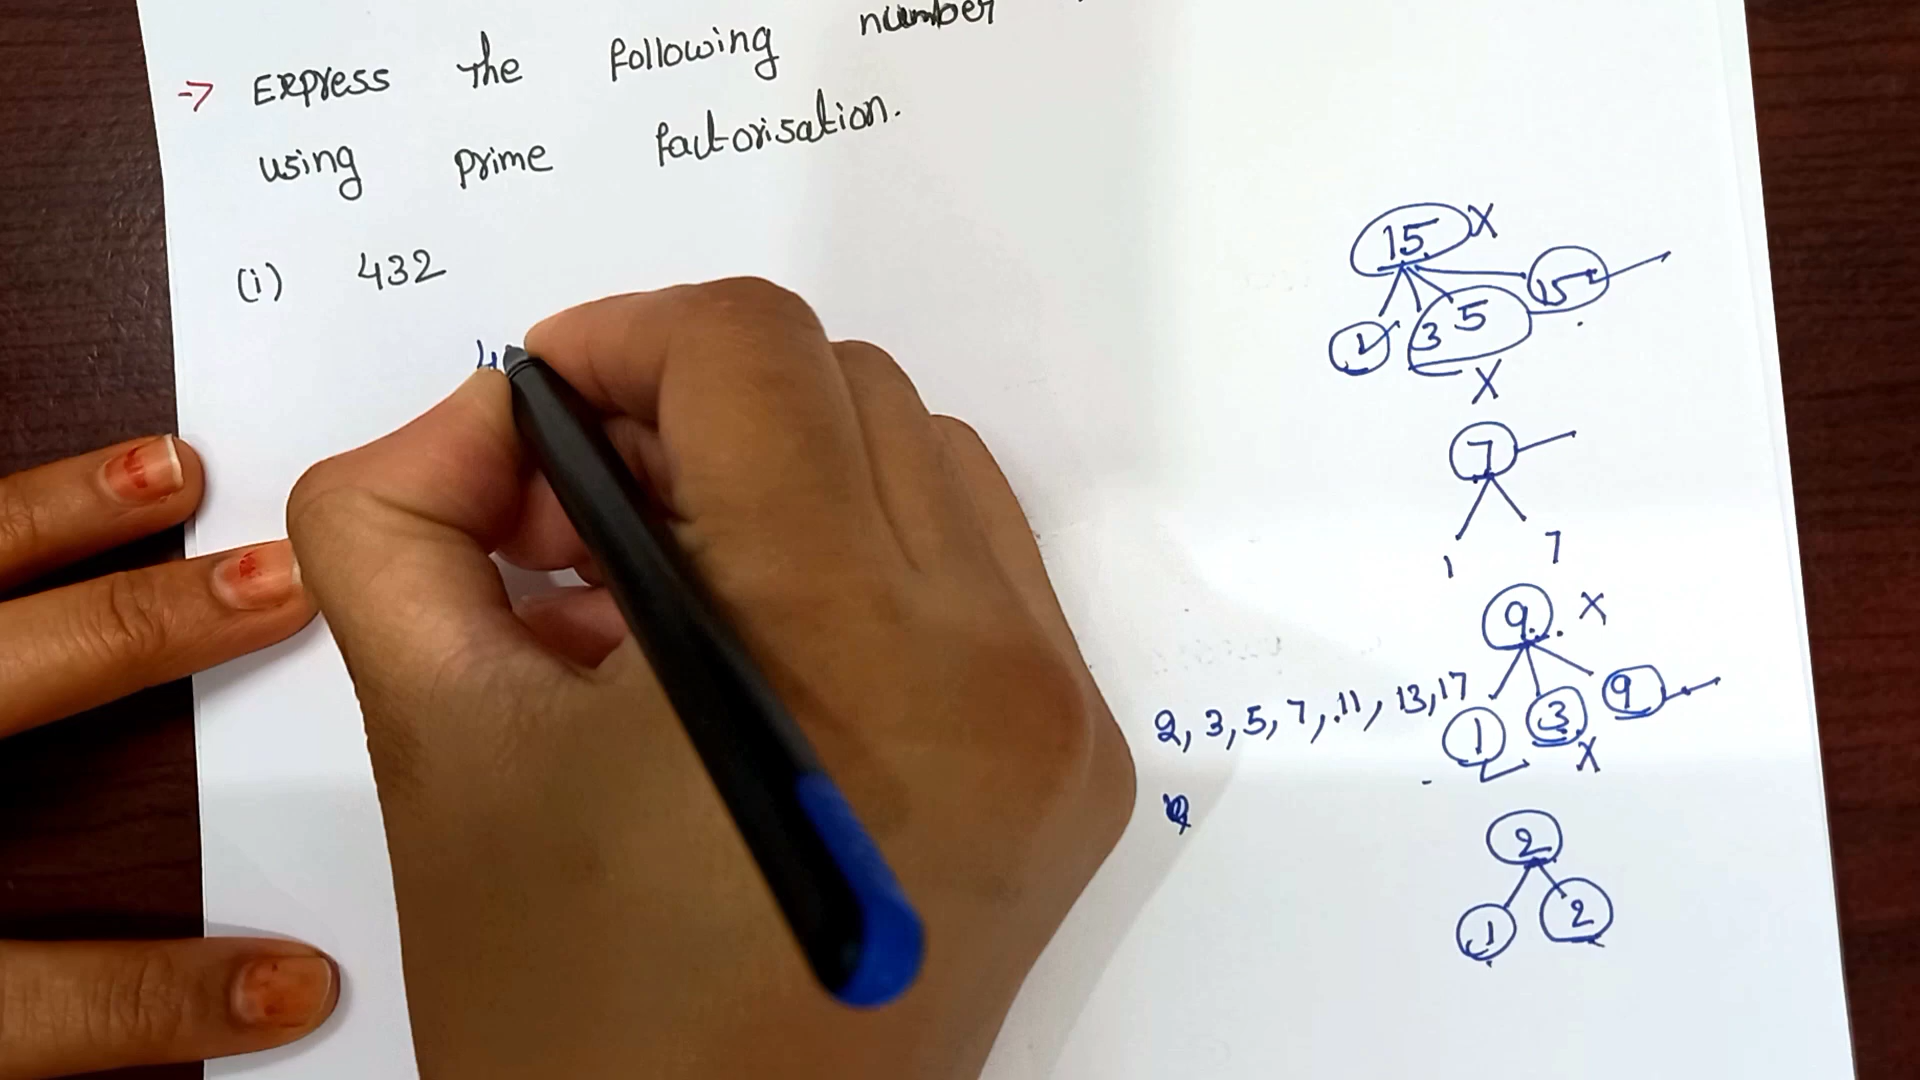 -> Express the following number
using prime factorisation.
(i) 432
4
15 X
1 3 5 15
X
7
1 7
9 X
2, 3, 5, 7, 11, 13, 17
1 3 9
X
2
1 2